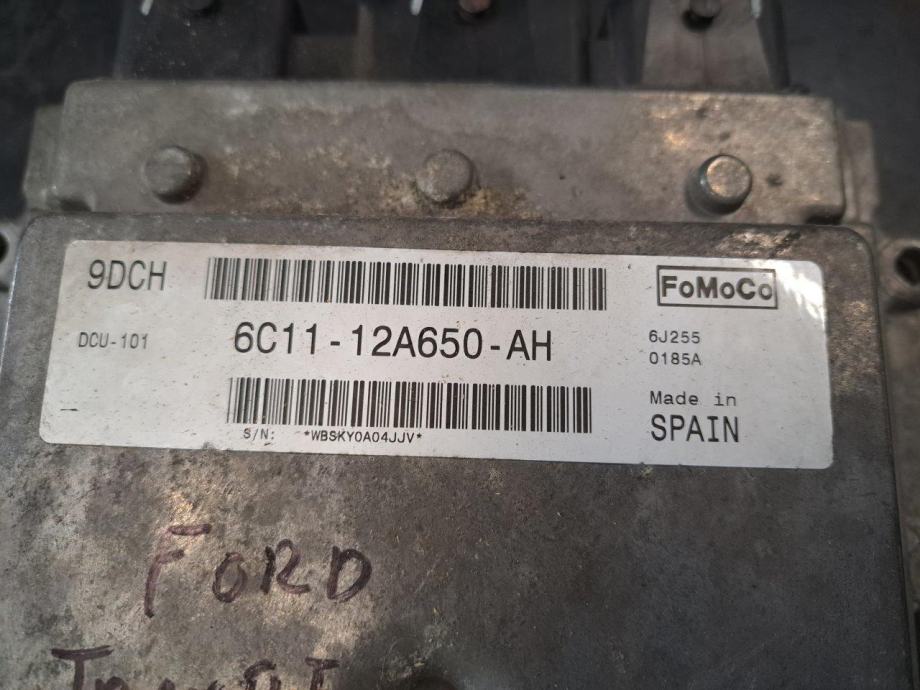 9DCH
FoMoCo
DCU-101
6C11-12A650-AH
6J255
0185A
Made in
SPAIN
S/N: *WBSKY0A04JJV*
FORD